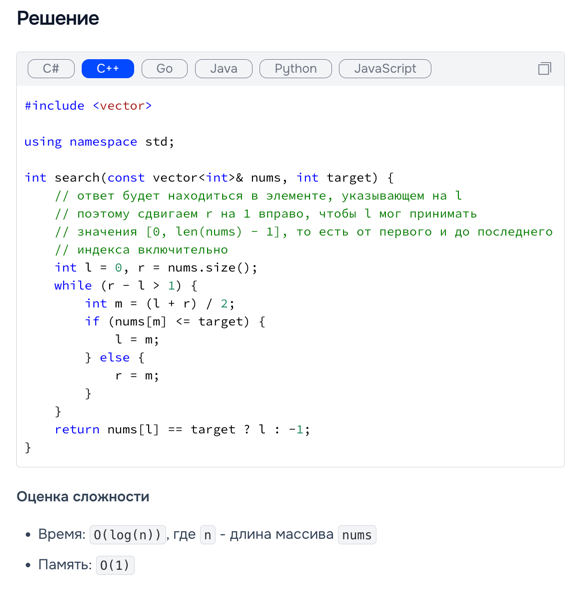 Решение
C# C++ Go Java Python JavaScript
#include <vector>
using namespace std;
int search(const vector<int>& nums, int target) {
    // ответ будет находиться в элементе, указывающем на l
    // поэтому сдвигаем r на 1 вправо, чтобы l мог принимать
    // значения [0, len(nums) - 1], то есть от первого и до последнего
    // индекса включительно
    int l = 0, r = nums.size();
    while (r - l > 1) {
        int m = (l + r) / 2;
        if (nums[m] <= target) {
            l = m;
        } else {
            r = m;
        }
    }
    return nums[l] == target ? l : -1;
}
Оценка сложности
• Время: O(log(n)), где n - длина массива nums
• Память: O(1)